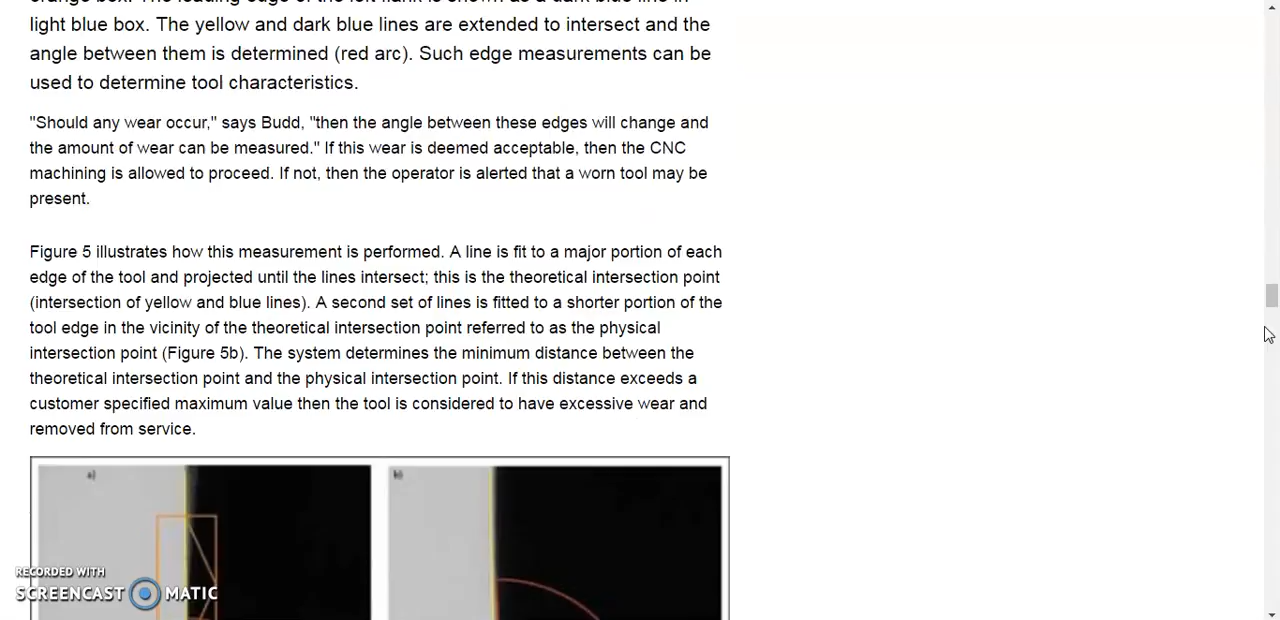 light blue box. The yellow and dark blue lines are extended to intersect and the
angle between them is determined (red arc). Such edge measurements can be
used to determine tool characteristics.
"Should any wear occur," says Budd, "then the angle between these edges will change and
the amount of wear can be measured." If this wear is deemed acceptable, then the CNC
machining is allowed to proceed. If not, then the operator is alerted that a worn tool may be
present.
Figure 5 illustrates how this measurement is performed. A line is fit to a major portion of each
edge of the tool and projected until the lines intersect; this is the theoretical intersection point
(intersection of yellow and blue lines). A second set of lines is fitted to a shorter portion of the
tool edge in the vicinity of the theoretical intersection point referred to as the physical
intersection point (Figure 5b). The system determines the minimum distance between the
theoretical intersection point and the physical intersection point. If this distance exceeds a
customer specified maximum value then the tool is considered to have excessive wear and
removed from service.
a)
b)
RECORDED WITH
SCREENCAST MATIC